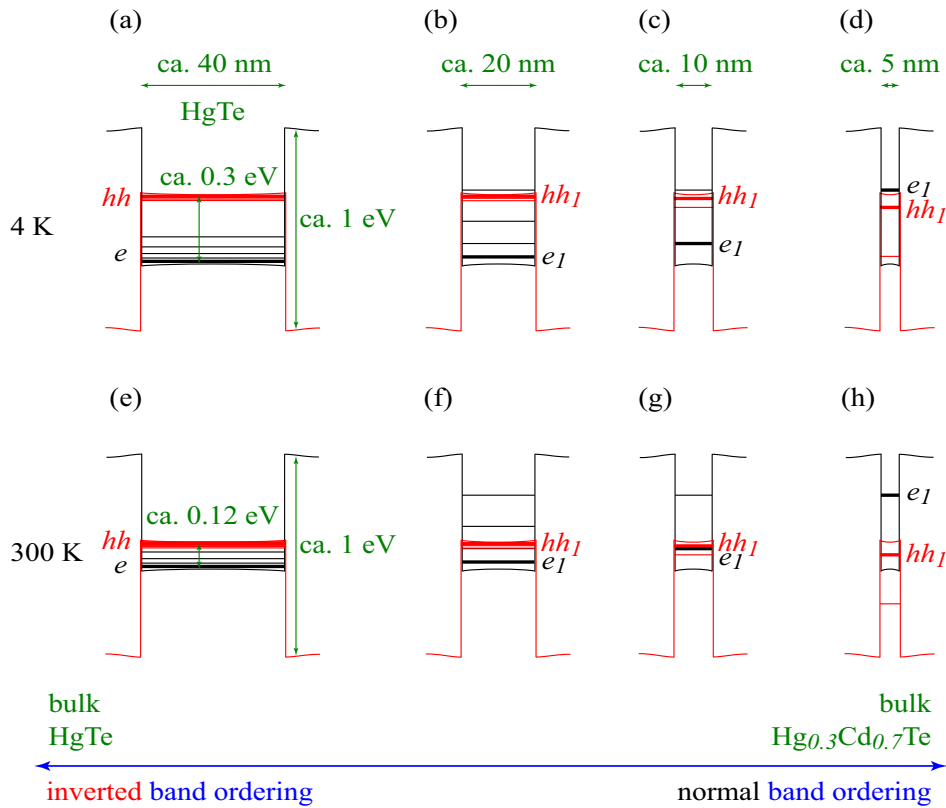 (a) (b) (c) (d)
ca. 40 nm ca. 20 nm ca. 10 nm ca. 5 nm
HgTe
ca. 0.3 eV
hh hh1 hh1 e1
hh1
4 K ca. 1 eV
e e1 e1
(e) (f) (g) (h)
e1
ca. 0.12 eV
hh hh1 hh1 hh1
300 K ca. 1 eV
e e1 e1
bulk bulk
HgTe Hg0.3Cd0.7Te
inverted band ordering normal band ordering